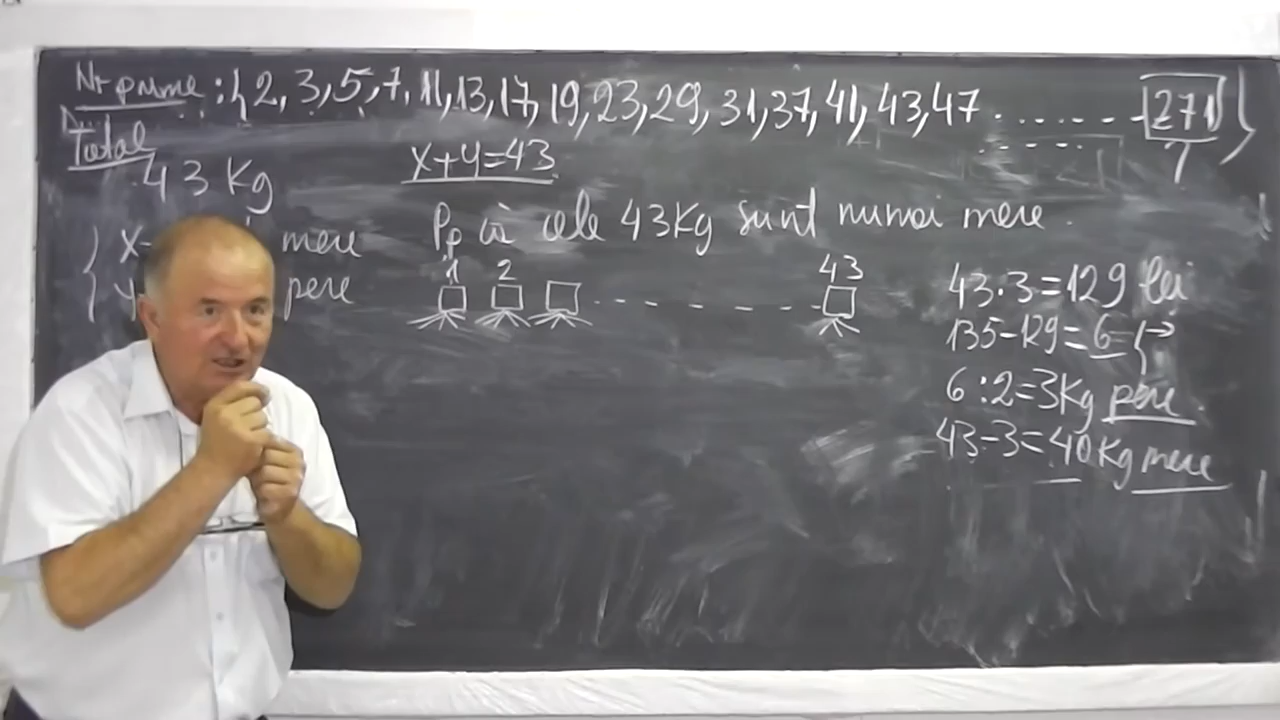 Nr prime : { 2, 3, 5, 7, 11, 13, 17, 19, 23, 29, 31, 37, 41, 43, 47 ........ 271 }
Total
43 Kg
x+y=43
7
{ x- mere
y pere
Pp că cele 43Kg sunt numai mere.
1 2 43
43·3=129 lei
135-129=6
6:2=3Kg pere
43-3=40Kg mere